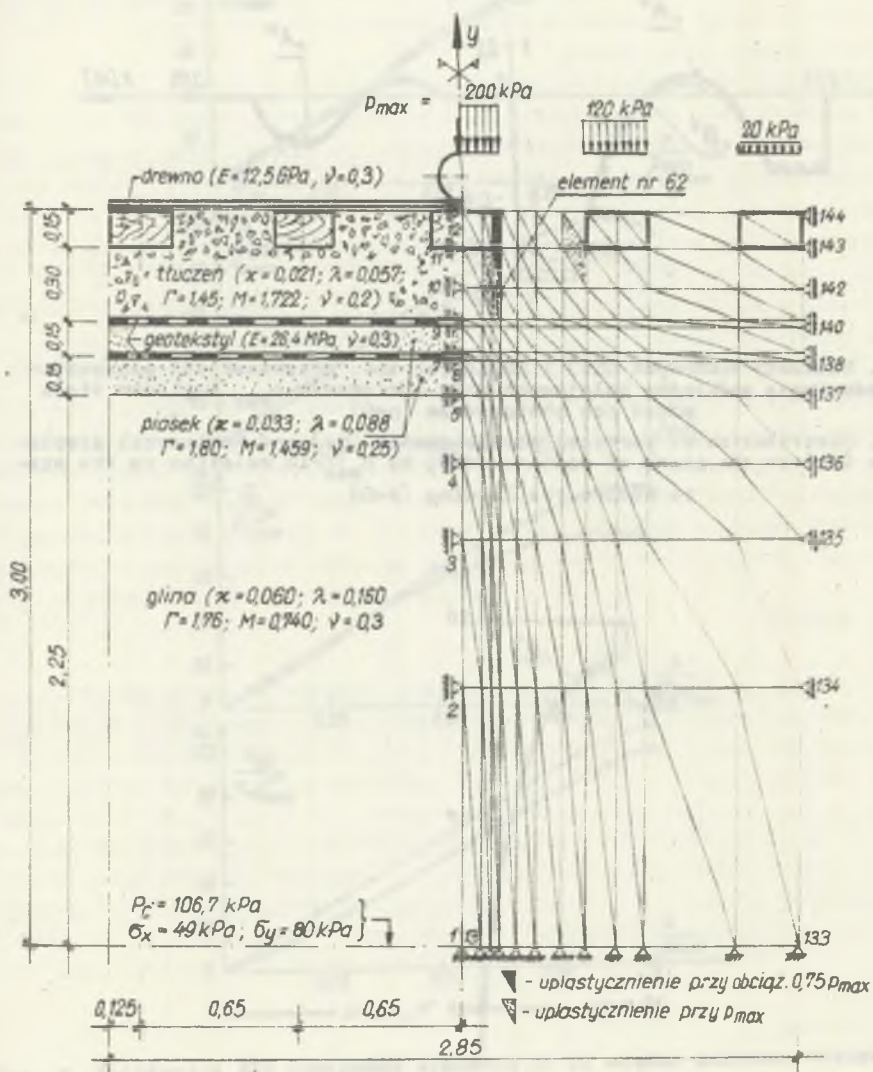 y
200 kPa
Pmax =
120 kPa
20 kPa
drewno (E=12,5 GPa, ν=0,3)
element nr 62
0,15
0,30
0,15
0,15
3,00
2,25
tłuczeń (ϰ=0,021; λ=0,057;
Γ=1,45; M=1,722; ν=0,2)
geotekstyl (E=26,4 MPa, ν=0,3)
piasek (ϰ=0,033; λ=0,088
Γ=1,80; M=1,459; ν=0,25)
glina (ϰ=0,060; λ=0,150
Γ=1,76; M=0,740; ν=0,3
11
10
5
4
3
2
1
144
143
142
140
138
137
136
135
134
133
Pc = 106,7 kPa
σx = 49 kPa; σy = 80 kPa
- uplastycznienie przy obciąż. 0,75 pmax
- uplastycznienie przy pmax
0,125 0,65 0,65
2,85